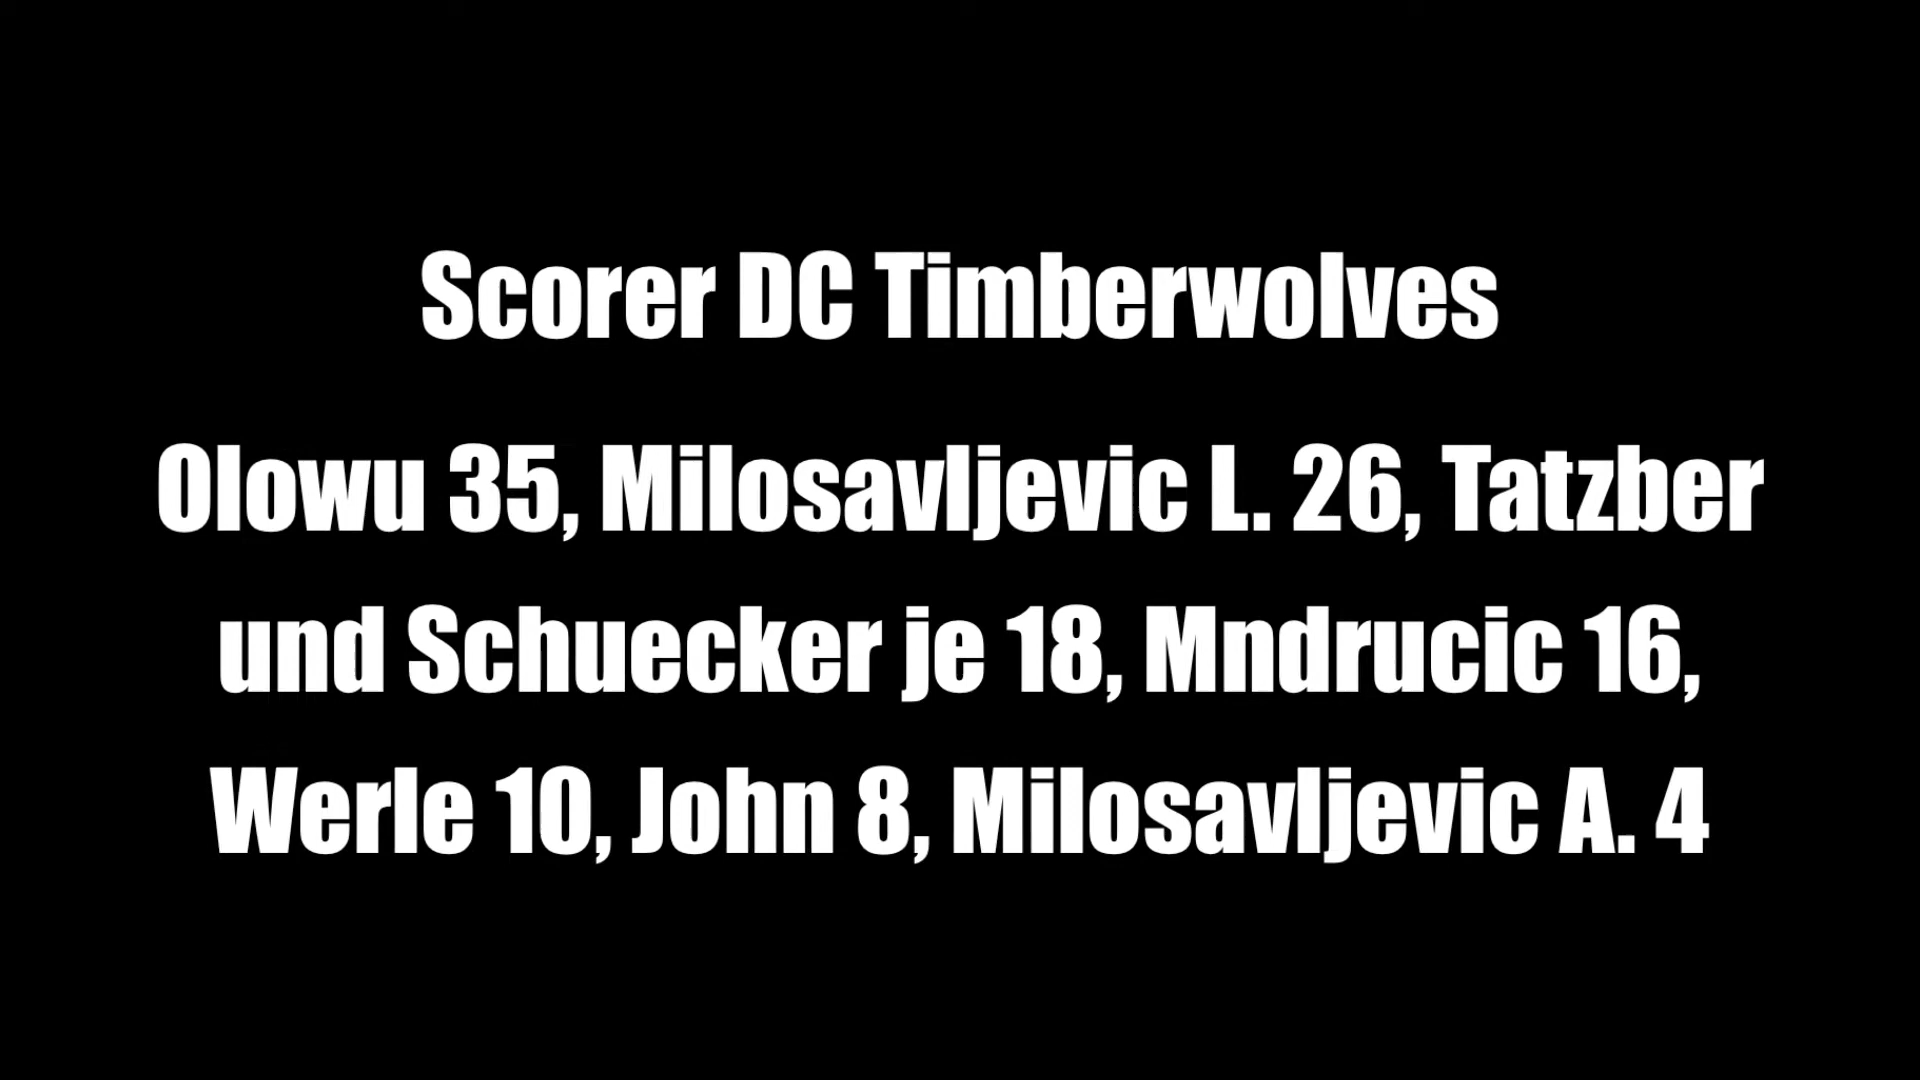 Scorer DC Timberwolves
Olowu 35, Milosavljevic L. 26, Tatzber
und Schuecker je 18, Mndrucic 16,
Werle 10, John 8, Milosavljevic A. 4